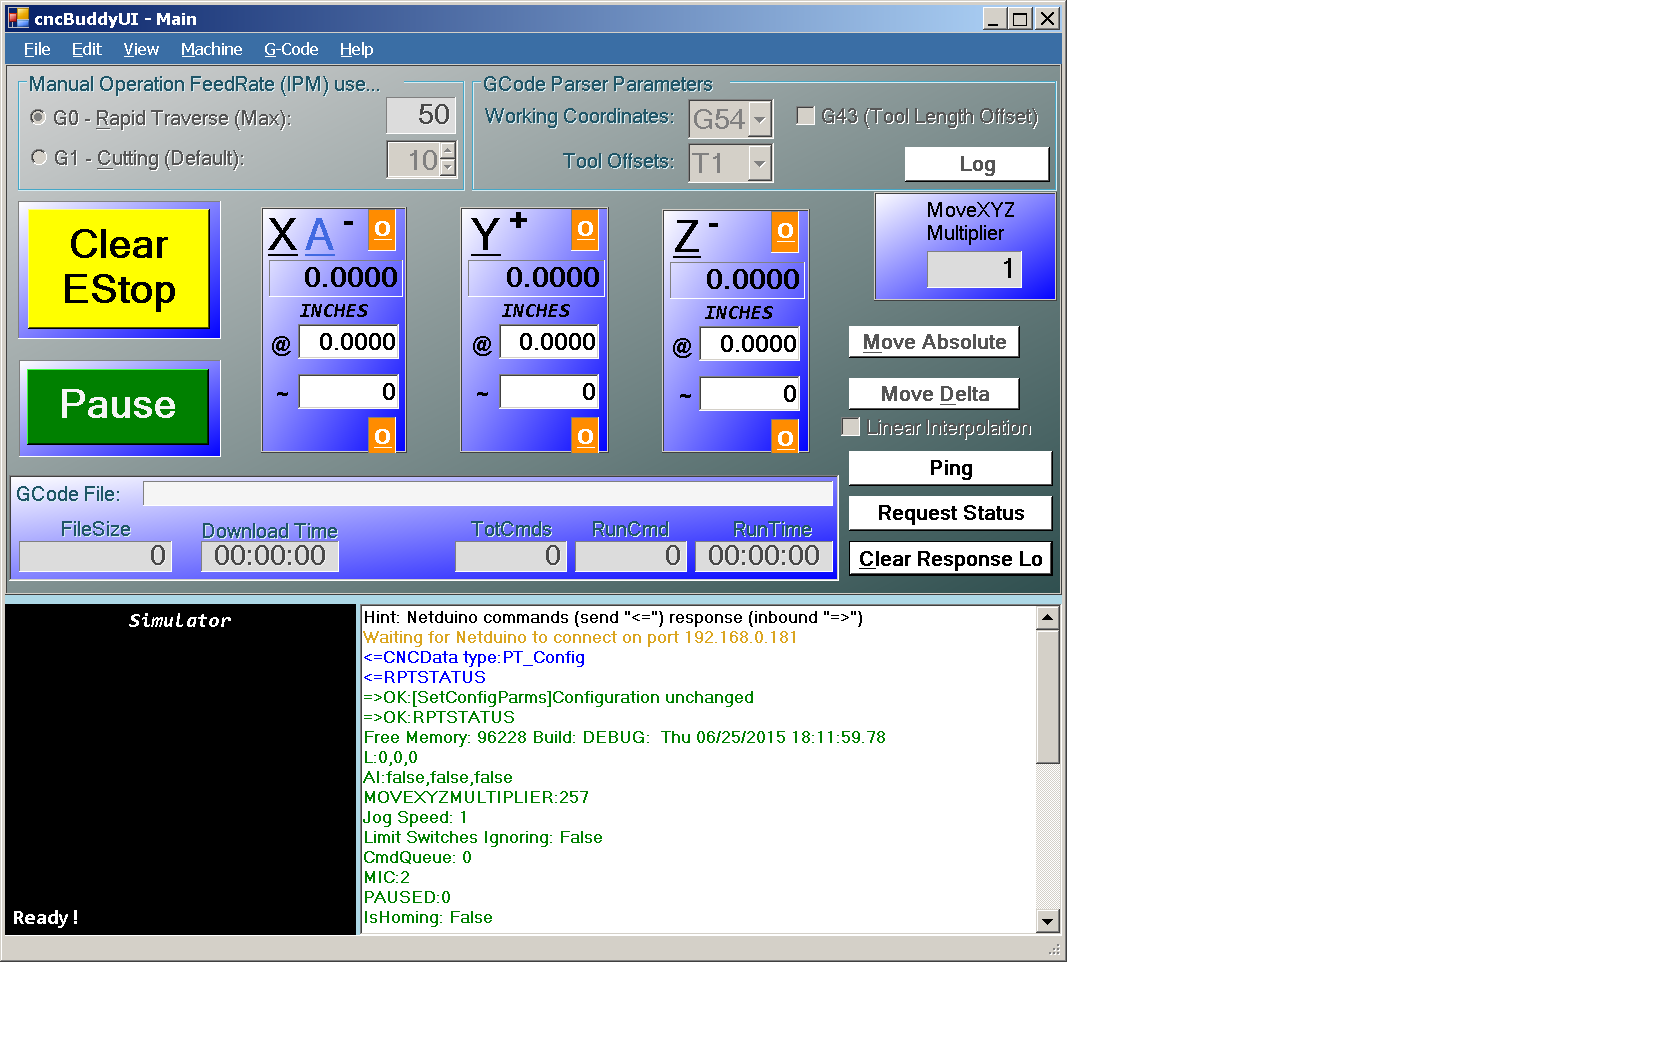 cncBuddyUI - Main
File Edit View Machine G-Code Help
Manual Operation FeedRate (IPM) use...
G0 - Rapid Traverse (Max): 50
G1 - Cutting (Default): 10
GCode Parser Parameters
Working Coordinates: G54 G43 (Tool Length Offset)
Tool Offsets: T1 Log
Clear
EStop
Pause
X A - o
0.0000
INCHES
@ 0.0000
~ 0
o
Y + o
0.0000
INCHES
@ 0.0000
~ 0
o
Z - o
0.0000
INCHES
@ 0.0000
~ 0
o
MoveXYZ
Multiplier
1
Move Absolute
Move Delta
Linear Interpolation
Ping
Request Status
Clear Response Lo
GCode File:
FileSize Download Time TotCmds RunCmd RunTime
0 00:00:00 0 0 00:00:00
Simulator
Ready!
Hint: Netduino commands (send "<=") response (inbound "=>")
Waiting for Netduino to connect on port 192.168.0.181
<=CNCData type:PT_Config
<=RPTSTATUS
=>OK:[SetConfigParms]Configuration unchanged
=>OK:RPTSTATUS
Free Memory: 96228 Build: DEBUG:  Thu 06/25/2015 18:11:59.78
L:0,0,0
AI:false,false,false
MOVEXYZMULTIPLIER:257
Jog Speed: 1
Limit Switches Ignoring: False
CmdQueue: 0
MIC:2
PAUSED:0
IsHoming: False